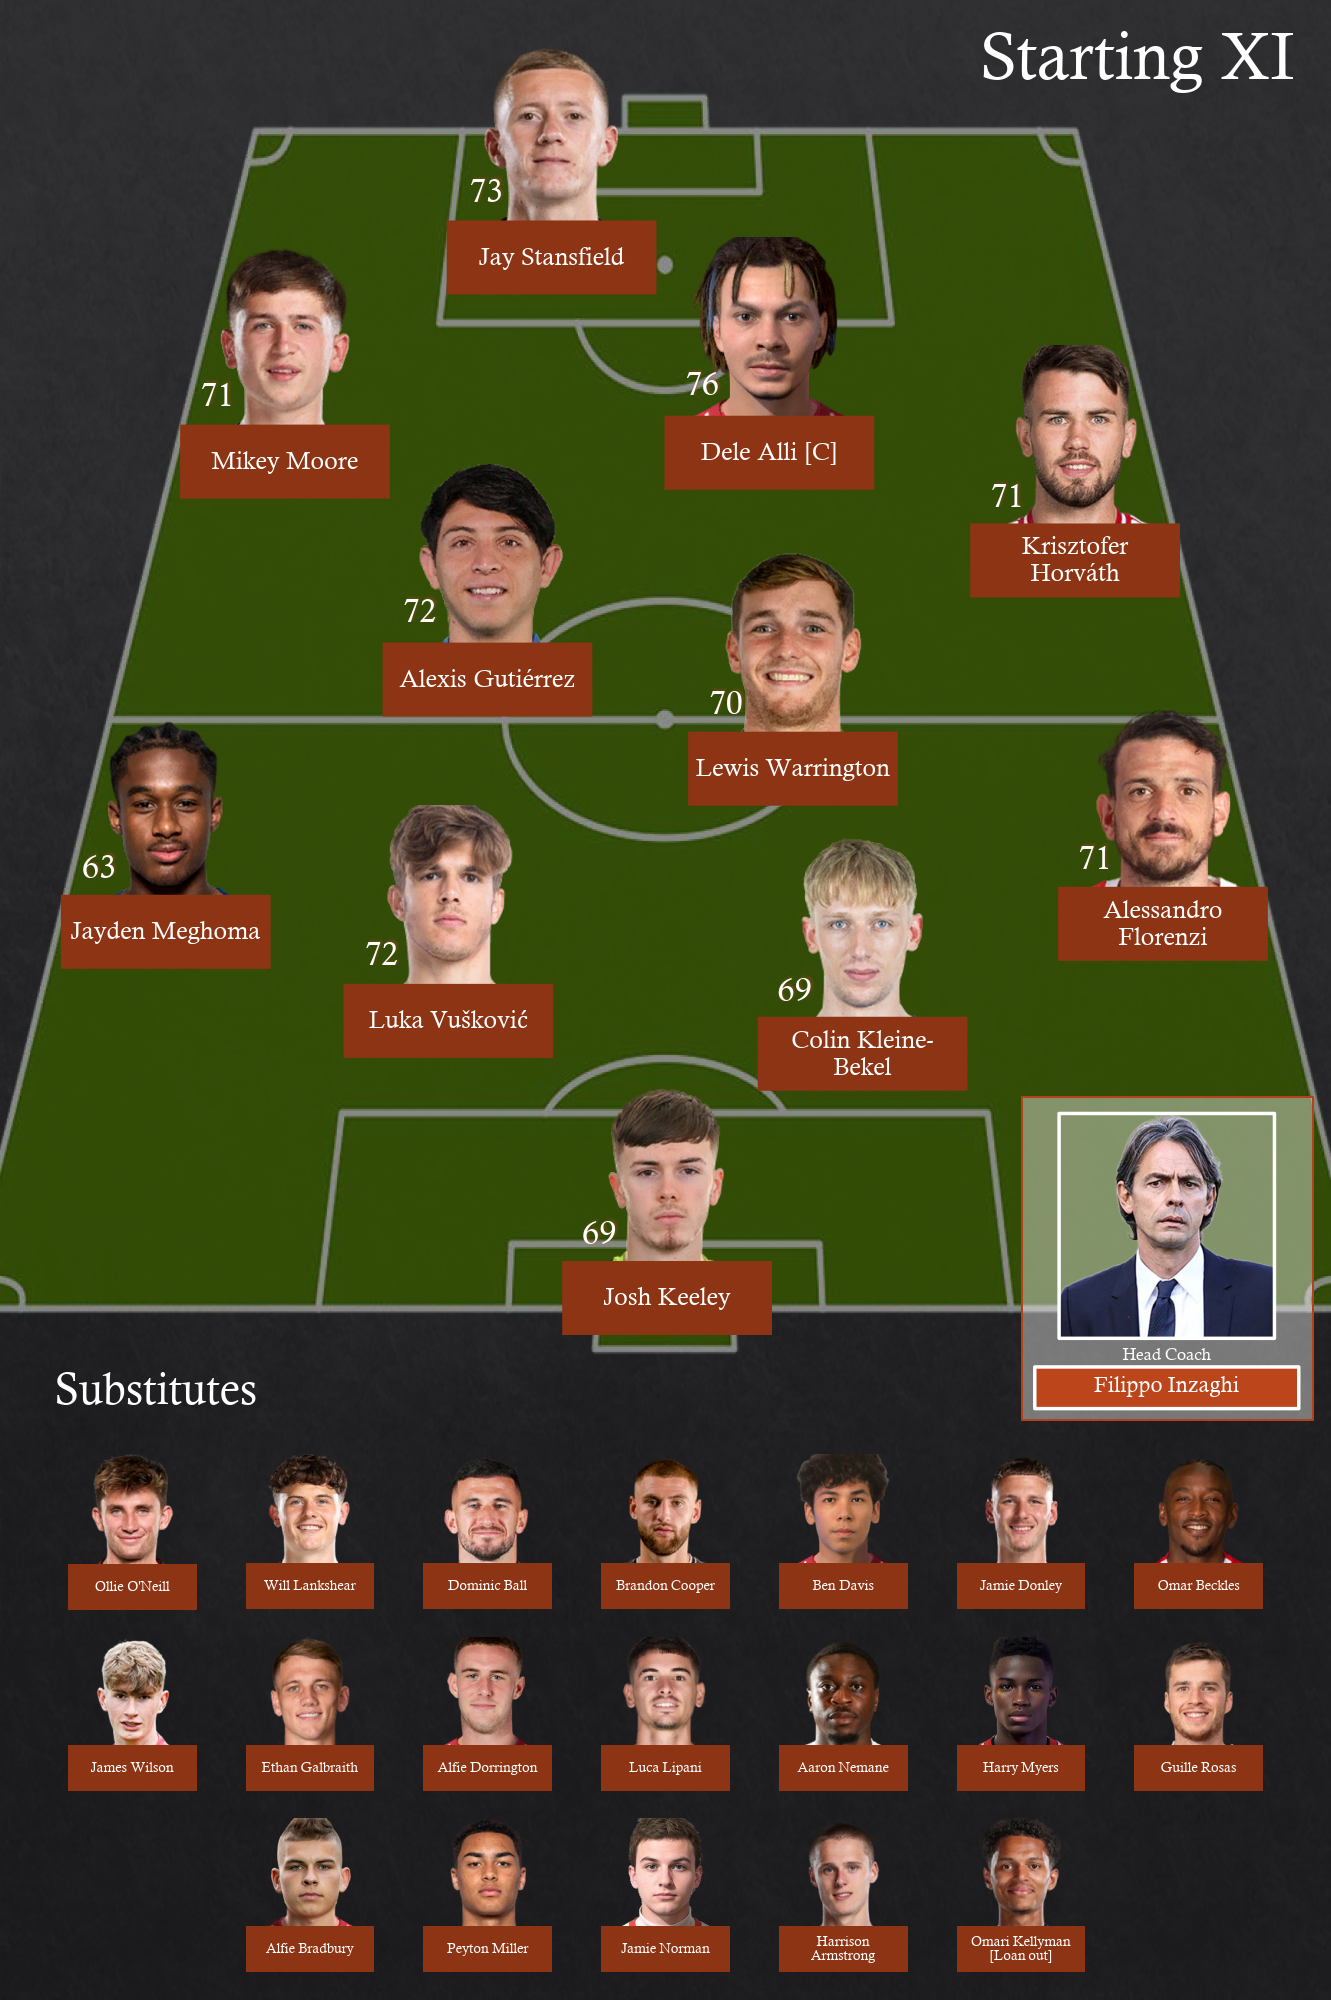 Starting XI
73
Jay Stansfield
71
Mikey Moore
76
Dele Alli [C]
71
Krisztofer
Horváth
72
Alexis Gutiérrez
70
Lewis Warrington
63
Jayden Meghoma
72
Luka Vušković
69
Colin Kleine-
Bekel
71
Alessandro
Florenzi
69
Josh Keeley
Head Coach
Filippo Inzaghi
Substitutes
Ollie O'Neill
Will Lankshear
Dominic Ball
Brandon Cooper
Ben Davis
Jamie Donley
Omar Beckles
James Wilson
Ethan Galbraith
Alfie Dorrington
Luca Lipani
Aaron Nemane
Harry Myers
Guille Rosas
Alfie Bradbury
Peyton Miller
Jamie Norman
Harrison
Armstrong
Omari Kellyman
[Loan out]